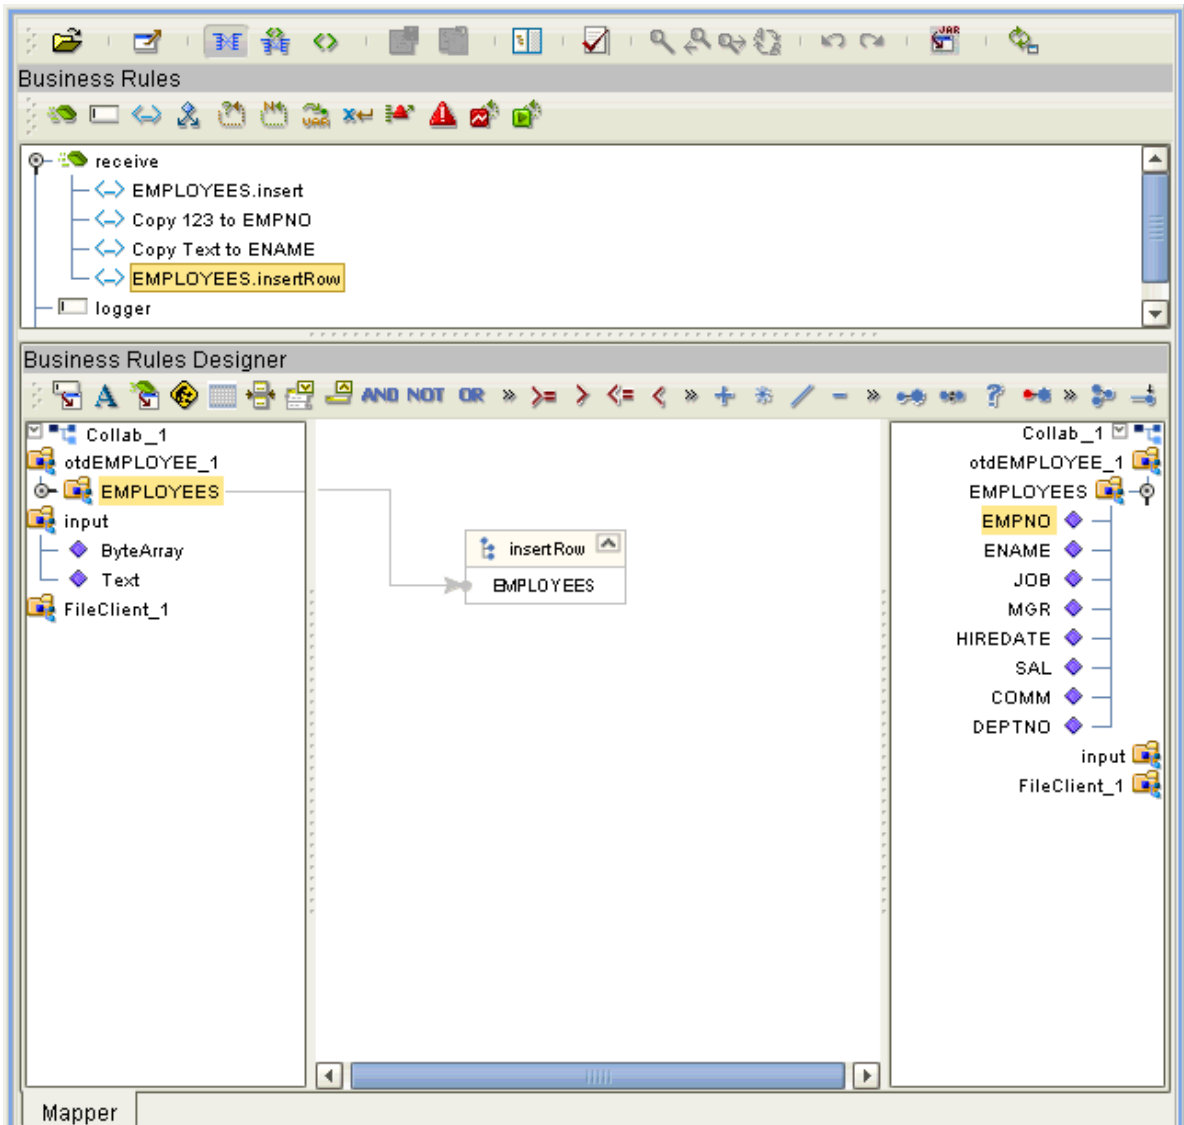 JAR
Business Rules
JAR
receive
EMPLOYEES.insert
Copy 123 to EMPNO
Copy Text to ENAME
EMPLOYEES.insertRow
logger
Business Rules Designer
A AND NOT OR » >= > <= < » + * / - » ? »
Collab_1
otdEMPLOYEE_1
EMPLOYEES
input
ByteArray
Text
FileClient_1
insertRow
EMPLOYEES
Collab_1
otdEMPLOYEE_1
EMPLOYEES
EMPNO
ENAME
JOB
MGR
HIREDATE
SAL
COMM
DEPTNO
input
FileClient_1
Mapper